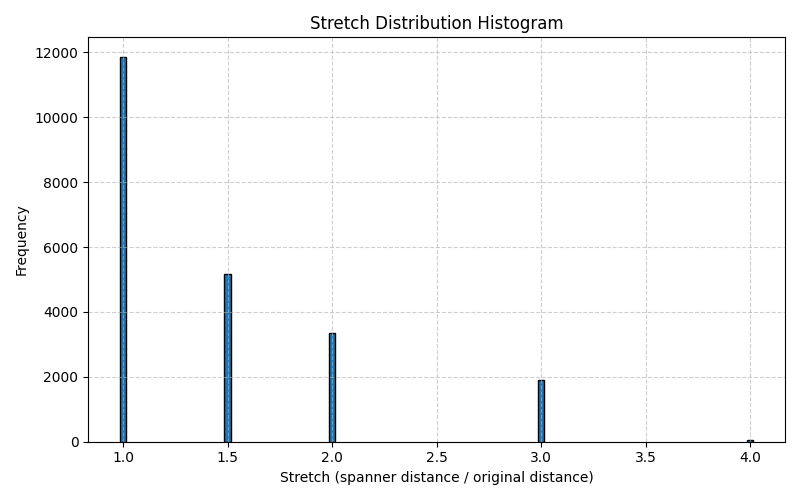 Stretch Distribution Histogram
12000
10000
8000
6000
4000
2000
0
Frequency
1.0 1.5 2.0 2.5 3.0 3.5 4.0
Stretch (spanner distance / original distance)